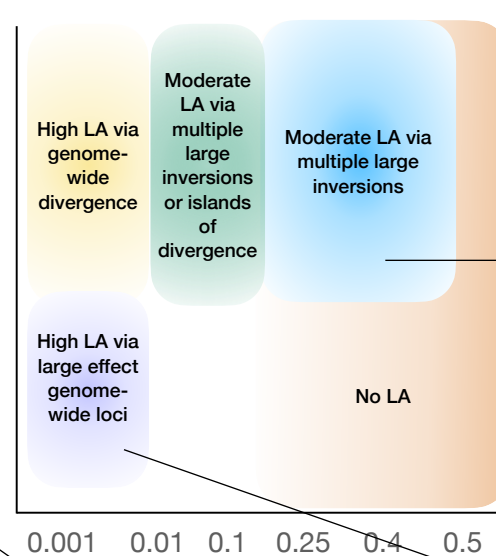 High LA via
genome-
wide
divergence
Moderate
LA via
multiple
large
inversions
or islands
of
divergence
Moderate LA via
multiple large
inversions
High LA via
large effect
genome-
wide loci
No LA
0.001 0.01 0.1 0.25 0.4 0.5